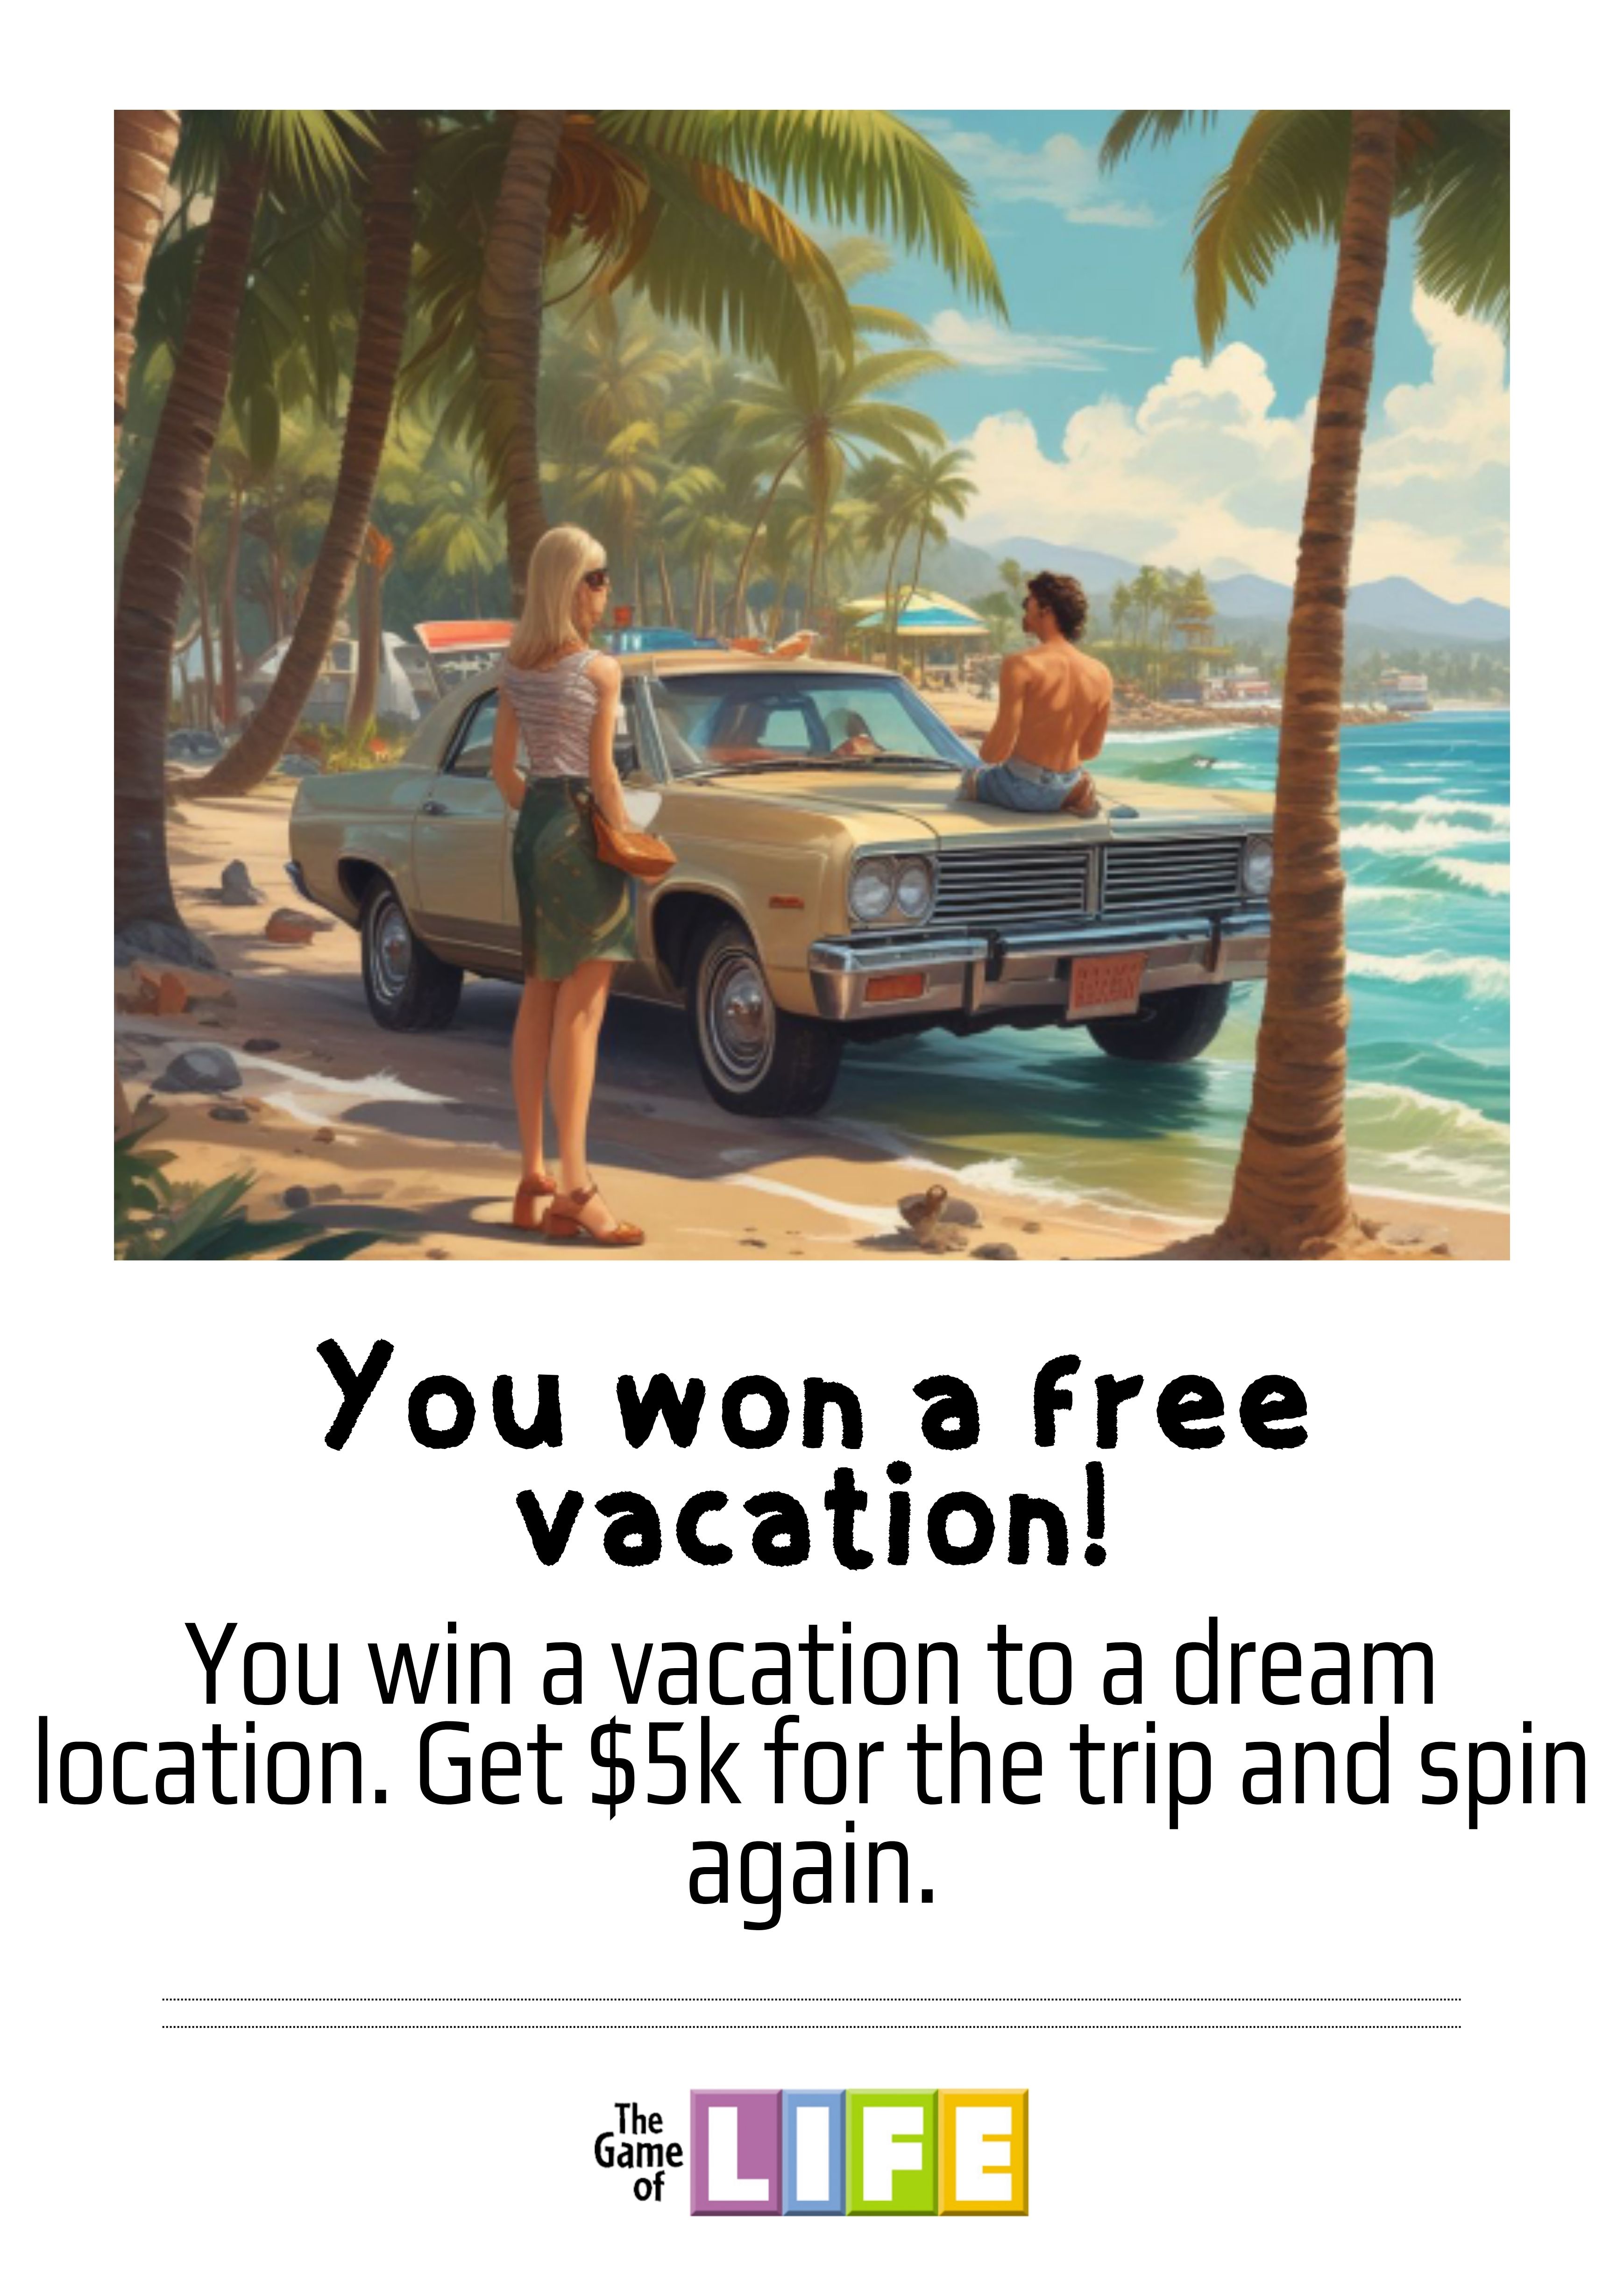 You won a free
vacation!
You win a vacation to a dream
location. Get $5k for the trip and spin
again.
The
Game
of
LIFE